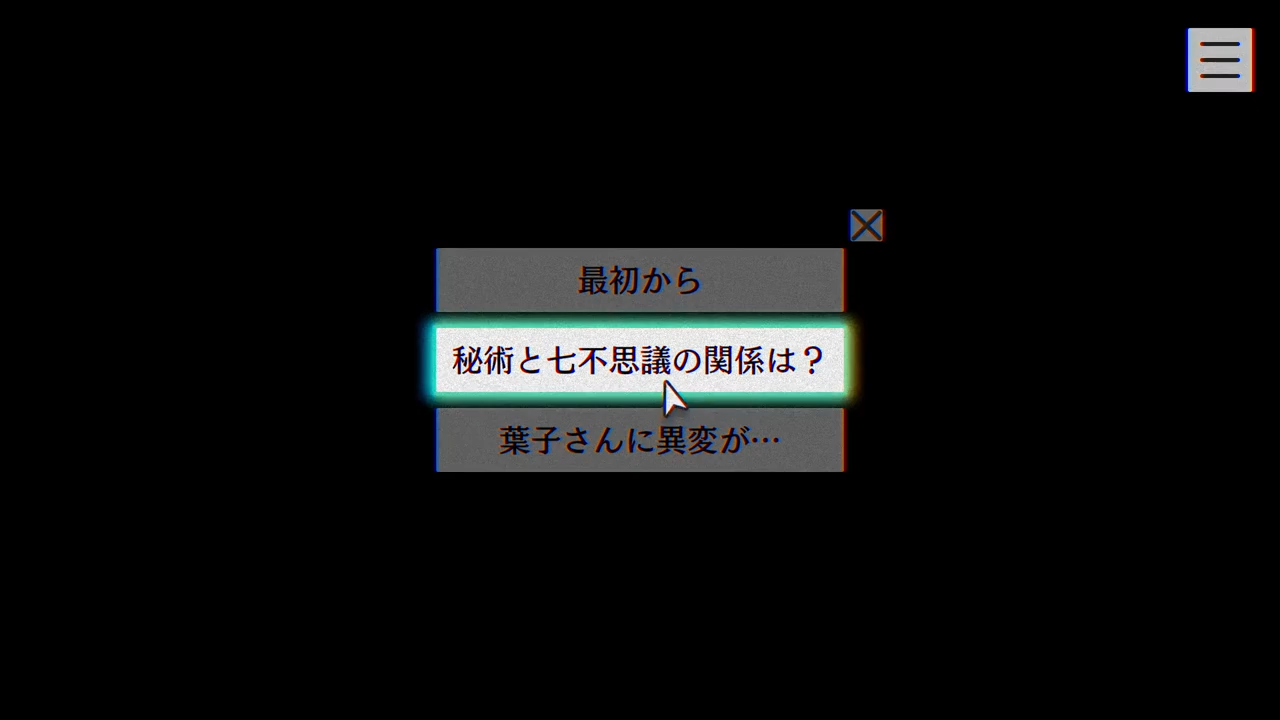 最初から
秘術と七不思議の関係は？
葉子さんに異変が…